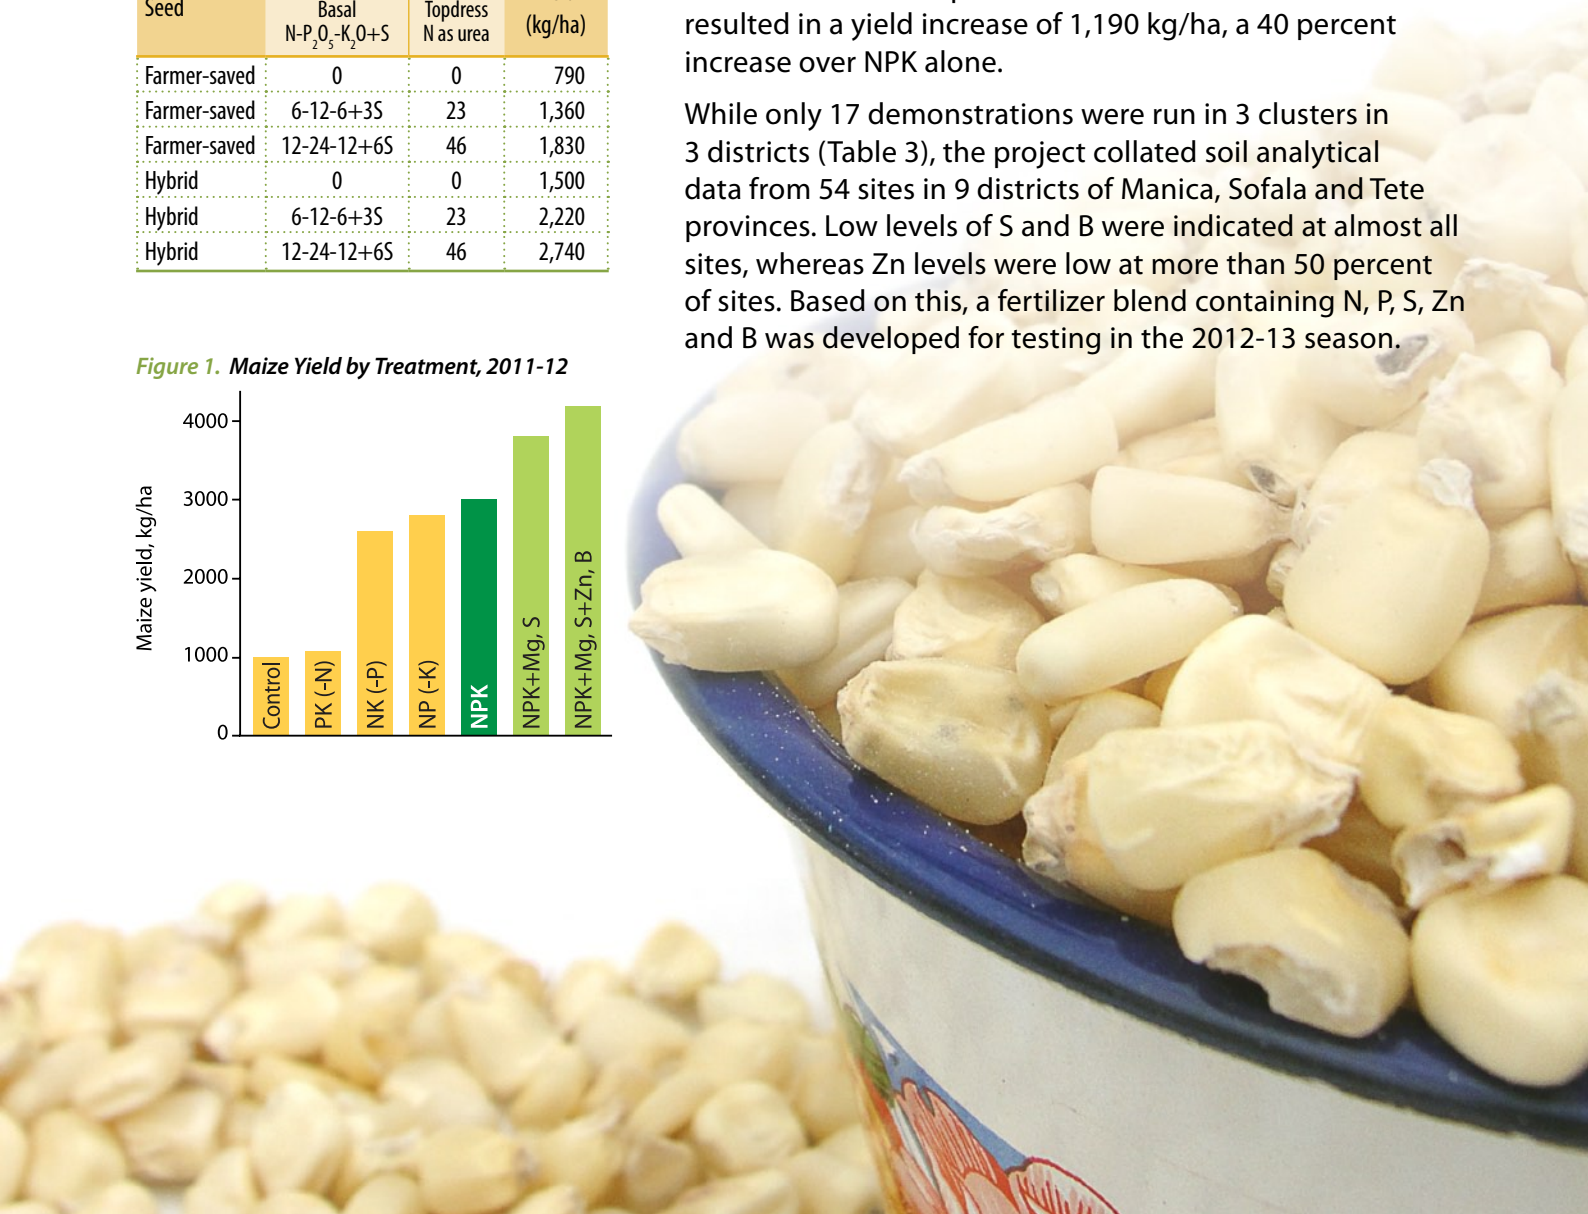 Seed
Basal
N-P2O5-K2O+S
Topdress
N as urea
(kg/ha)
Farmer-saved 0 0 790
Farmer-saved 6-12-6+3S 23 1,360
Farmer-saved 12-24-12+6S 46 1,830
Hybrid 0 0 1,500
Hybrid 6-12-6+3S 23 2,220
Hybrid 12-24-12+6S 46 2,740
Figure 1. Maize Yield by Treatment, 2011-12
Maize yield, kg/ha
4000
3000
2000
1000
0
Control
PK (-N)
NK (-P)
NP (-K)
NPK
NPK+Mg, S
NPK+Mg, S+Zn, B
resulted in a yield increase of 1,190 kg/ha, a 40 percent
increase over NPK alone.
While only 17 demonstrations were run in 3 clusters in
3 districts (Table 3), the project collated soil analytical
data from 54 sites in 9 districts of Manica, Sofala and Tete
provinces. Low levels of S and B were indicated at almost all
sites, whereas Zn levels were low at more than 50 percent
of sites. Based on this, a fertilizer blend containing N, P, S, Zn
and B was developed for testing in the 2012-13 season.